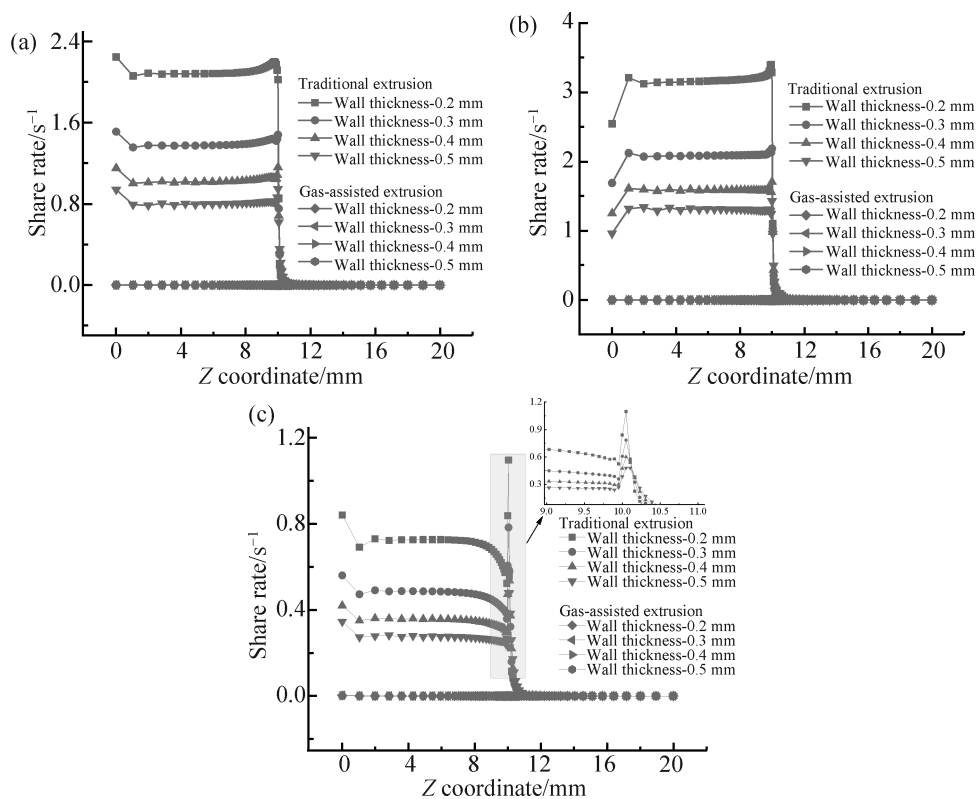 (a)
2.4
1.6
0.8
0.0
Share rate/s⁻¹
Traditional extrusion
Wall thickness-0.2 mm
Wall thickness-0.3 mm
Wall thickness-0.4 mm
Wall thickness-0.5 mm
Gas-assisted extrusion
Wall thickness-0.2 mm
Wall thickness-0.3 mm
Wall thickness-0.4 mm
Wall thickness-0.5 mm
0 4 8 12 16 20
Z coordinate/mm
(b)
4
3
2
1
0
Share rate/s⁻¹
Traditional extrusion
Wall thickness-0.2 mm
Wall thickness-0.3 mm
Wall thickness-0.4 mm
Wall thickness-0.5 mm
Gas-assisted extrusion
Wall thickness-0.2 mm
Wall thickness-0.3 mm
Wall thickness-0.4 mm
Wall thickness-0.5 mm
0 4 8 12 16 20
Z coordinate/mm
(c)
1.2
0.8
0.4
0.0
Share rate/s⁻¹
1.2
0.9
0.6
0.3
9.0 9.5 10.0 10.5 11.0
Traditional extrusion
Wall thickness-0.2 mm
Wall thickness-0.3 mm
Wall thickness-0.4 mm
Wall thickness-0.5 mm
Gas-assisted extrusion
Wall thickness-0.2 mm
Wall thickness-0.3 mm
Wall thickness-0.4 mm
Wall thickness-0.5 mm
0 4 8 12 16 20
Z coordinate/mm